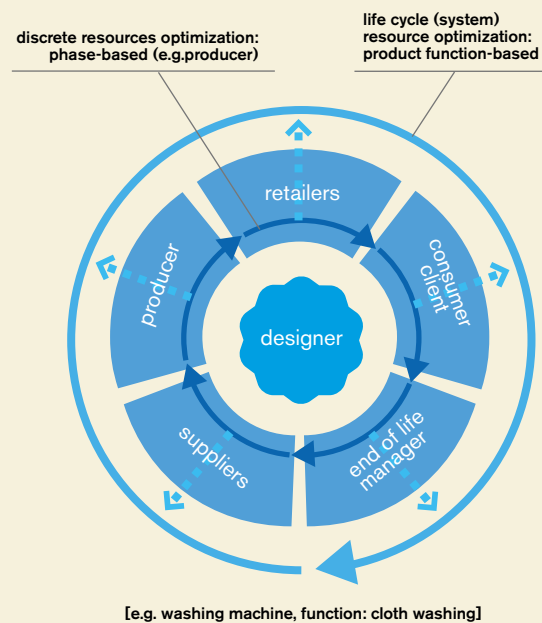 discrete resources optimization:
phase-based (e.g.producer)
life cycle (system)
resource optimization:
product function-based
retailers
producer
consumer
client
designer
suppliers
end of life
manager
[e.g. washing machine, function: cloth washing]